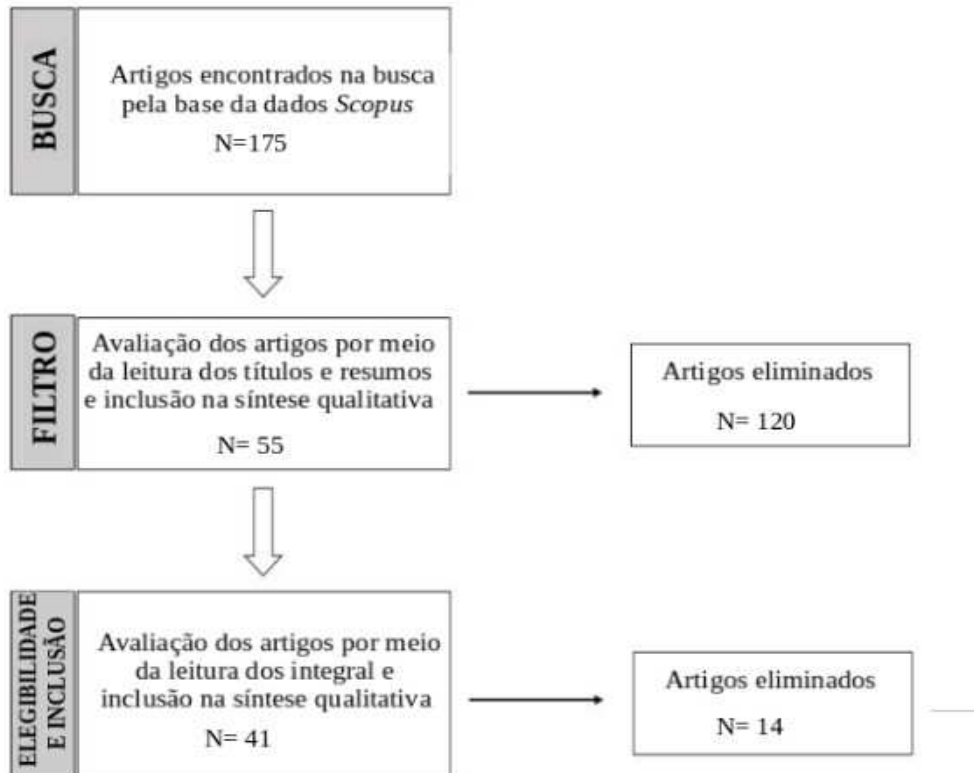 BUSCA
Artigos encontrados na busca
pela base da dados Scopus
N=175
FILTRO
Avaliação dos artigos por meio
da leitura dos títulos e resumos
e inclusão na síntese qualitativa
N= 55
Artigos eliminados
N= 120
ELEGIBILIDADE
E INCLUSÃO
Avaliação dos artigos por meio
da leitura dos integral e
inclusão na síntese qualitativa
N= 41
Artigos eliminados
N= 14